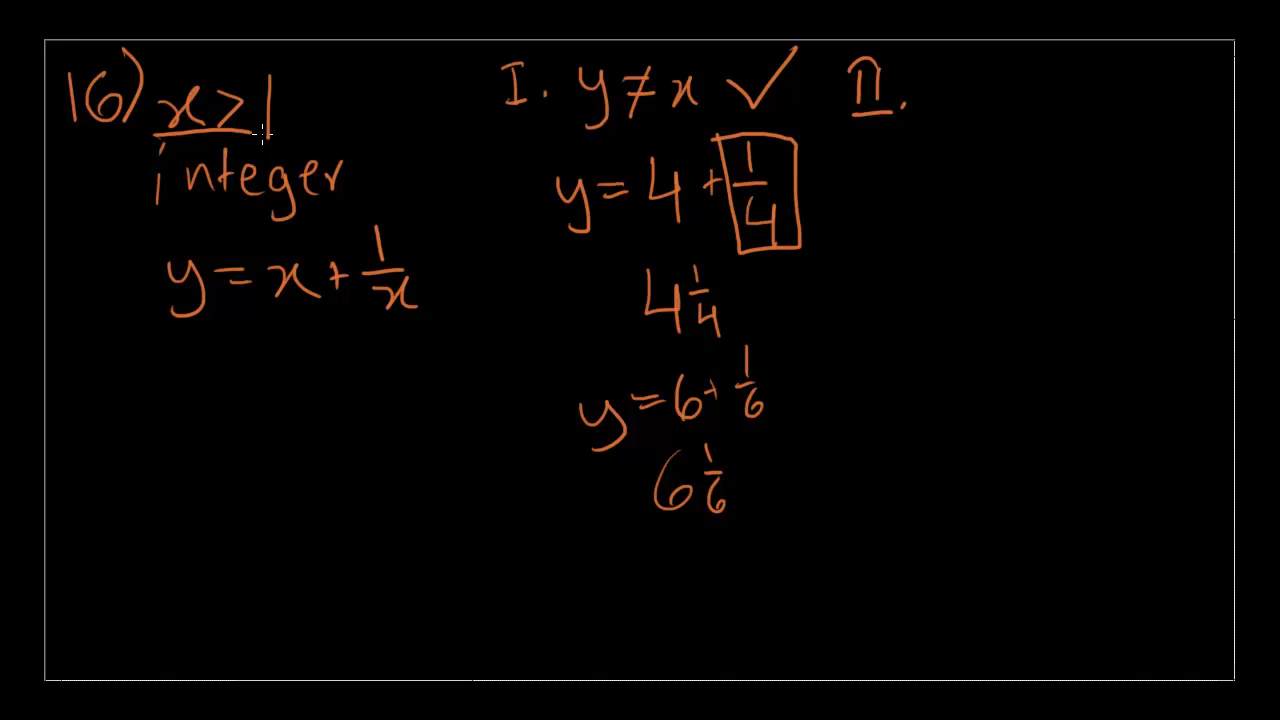 16) x > 1
integer
y = x + 1/x
I. y ≠ x ✓
y = 4 + 1/4
4 1/4
y = 6 + 1/6
6 1/6
II.